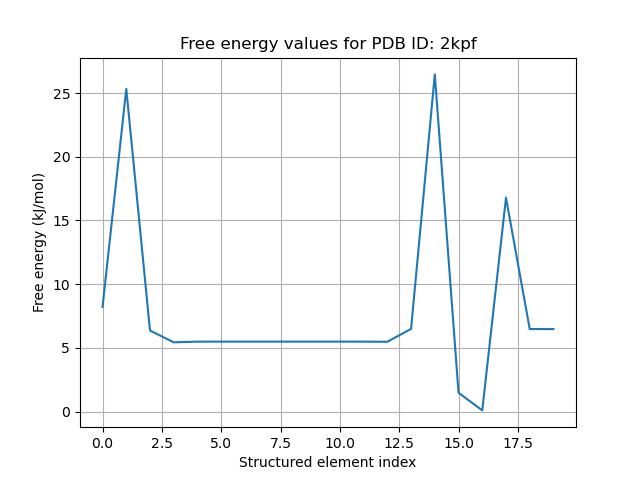 Free energy values for PDB ID: 2kpf
25
20
15
10
5
0
Free energy (kJ/mol)
0.0 2.5 5.0 7.5 10.0 12.5 15.0 17.5
Structured element index